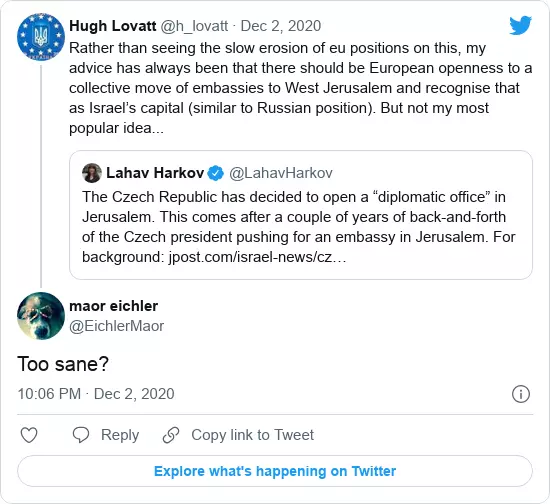 Hugh Lovatt @h_lovatt · Dec 2, 2020
Rather than seeing the slow erosion of eu positions on this, my
advice has always been that there should be European openness to a
collective move of embassies to West Jerusalem and recognise that
as Israel’s capital (similar to Russian position). But not my most
popular idea...
Lahav Harkov @LahavHarkov
The Czech Republic has decided to open a “diplomatic office” in
Jerusalem. This comes after a couple of years of back-and-forth
of the Czech president pushing for an embassy in Jerusalem. For
background: jpost.com/israel-news/cz…
maor eichler
@EichlerMaor
Too sane?
10:06 PM · Dec 2, 2020
Reply
Copy link to Tweet
Explore what's happening on Twitter